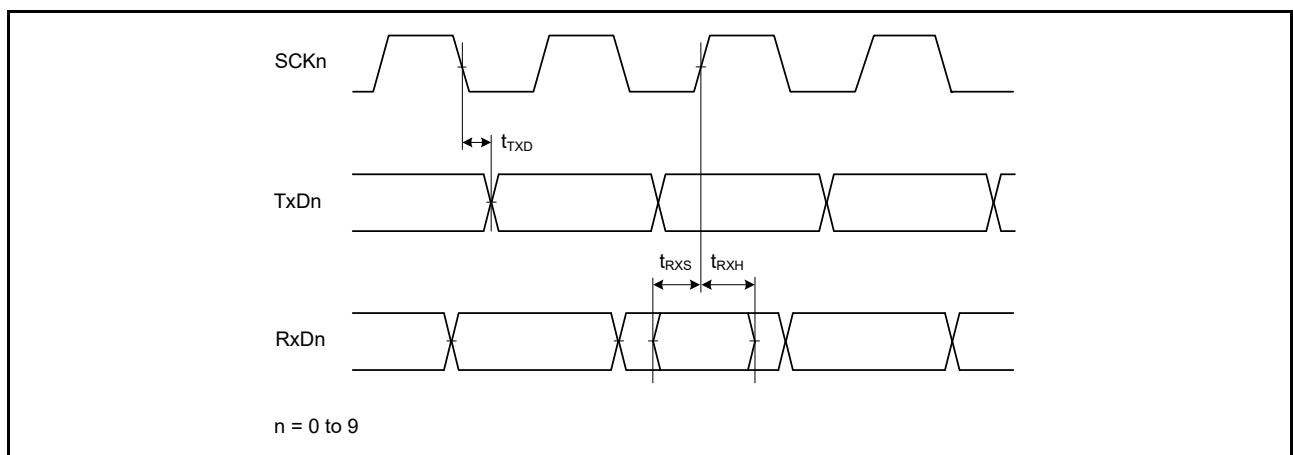 SCKn
tTXD
TxDn
tRXS tRXH
RxDn
n = 0 to 9